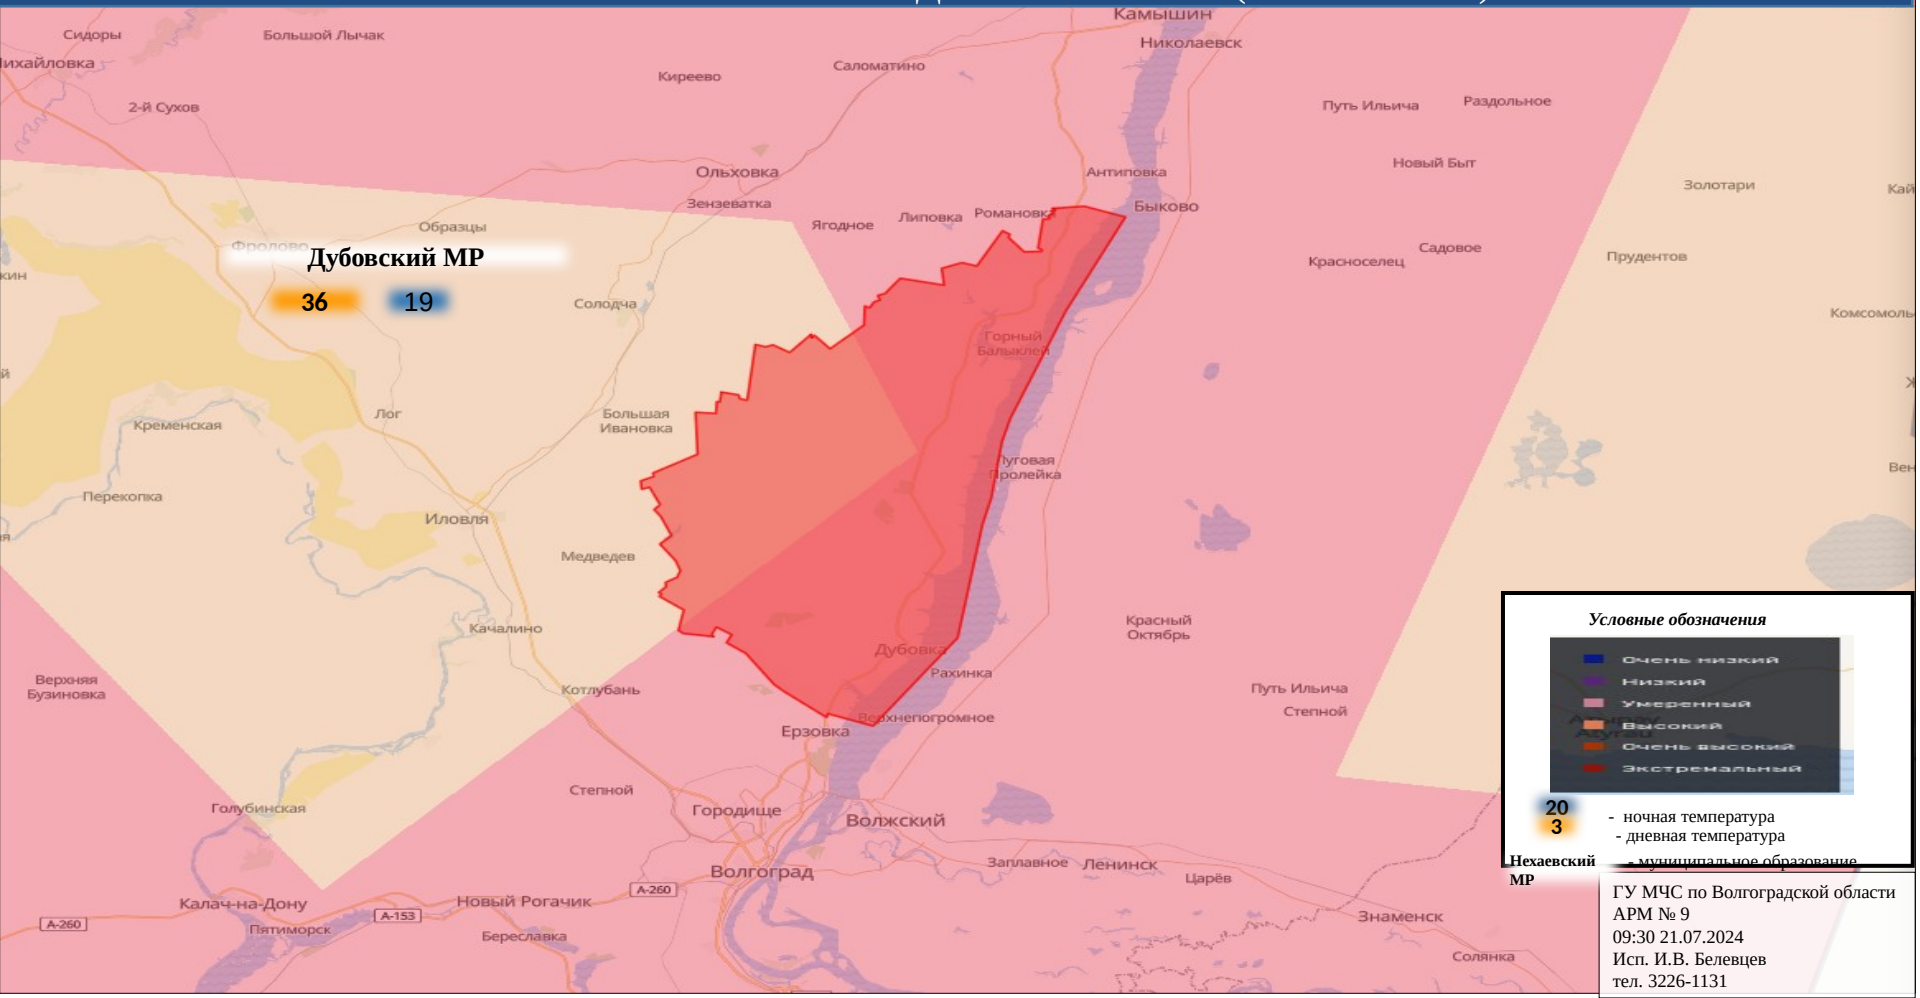 Камышин
Сидоры
Большой Лычак
Николаевск
Саломатино
Киреево
2-й Сухов
Путь Ильича
Раздольное
Ольховка
Антиповка
Новый Быт
Золотари
Зензеватка
Быково
Ягодное
Липовка
Образцы
Фролово
Дубовский МР
Садовое
Красноселец
Прудентов
36
19
Солодча
Горный
Балыклей
Лог
Большая
Ивановка
Кременская
Перекопка
Иловля
Медведев
Качалино
Красный
Октябрь
Условные обозначения
Очень низкий
Низкий
Умеренный
Высокий
Очень высокий
Экстремальный
Дубовка
Рахинка
Верхняя
Бузиновка
Котлубань
Путь Ильича
Степной
Верхнепогромное
Ерзовка
Степной
Голубинская
Городище
Волжский
20
- ночная температура
3
- дневная температура
Нехаевский
МР
- муниципальное образование
Заплавное
Ленинск
Царёв
Волгоград
А-260
Калач-на-Дону
Новый Рогачик
А-153
А-260
Пятиморск
Береславка
Знаменск
Солянка
ГУ МЧС по Волгоградской области
АРМ № 9
09:30 21.07.2024
Исп. И.В. Белевцев
тел. 3226-1131